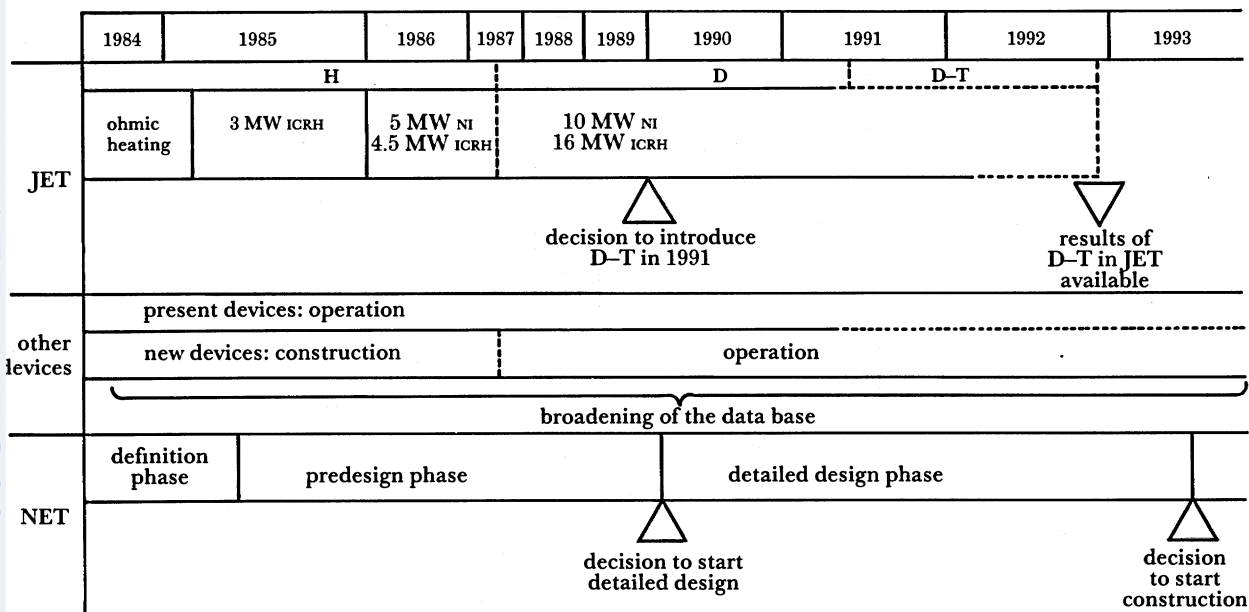 1984 1985 1986 1987 1988 1989 1990 1991 1992 1993
H D D–T
ohmic
heating
3 MW ICRH
5 MW NI
4.5 MW ICRH
10 MW NI
16 MW ICRH
JET
decision to introduce
D–T in 1991
results of
D–T in JET
available
present devices: operation
other
devices
new devices: construction
operation
broadening of the data base
definition
phase
predesign phase
detailed design phase
NET
decision to start
detailed design
decision
to start
construction